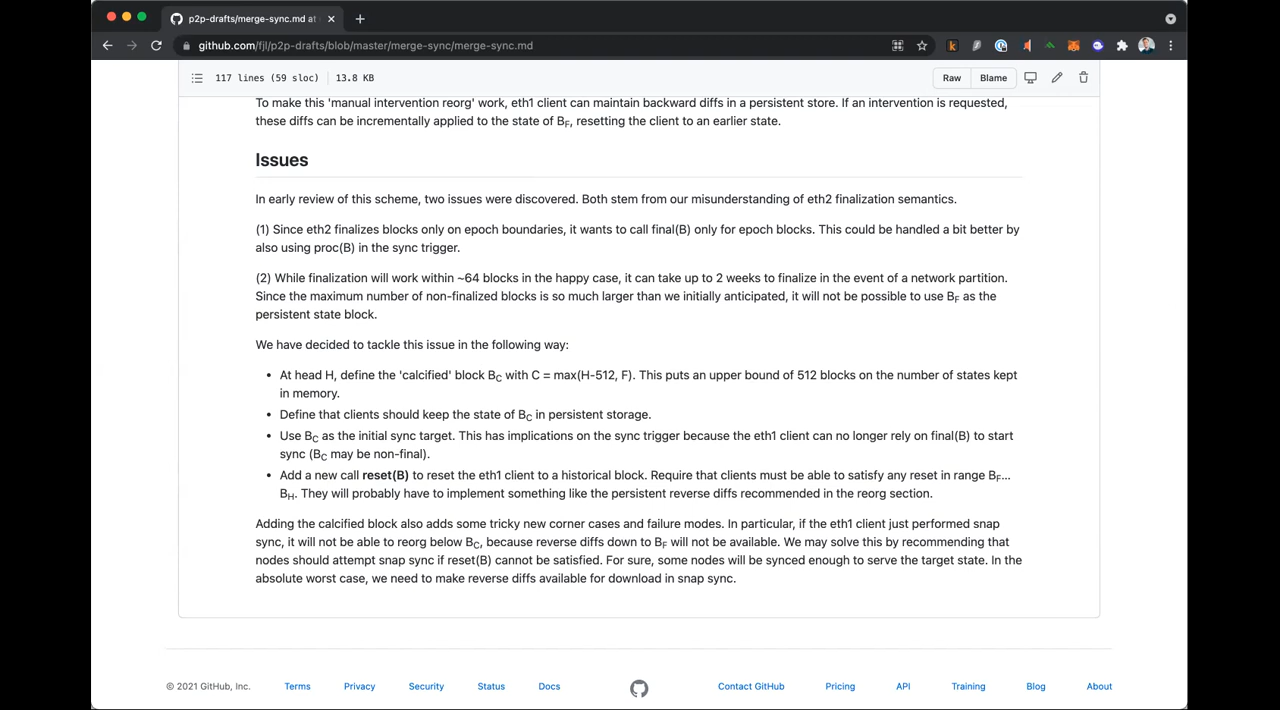 p2p-drafts/merge-sync.md at
github.com/fjl/p2p-drafts/blob/master/merge-sync/merge-sync.md
117 lines (59 sloc) 13.8 KB
Raw Blame
To make this 'manual intervention reorg' work, eth1 client can maintain backward diffs in a persistent store. If an intervention is requested,
these diffs can be incrementally applied to the state of BF, resetting the client to an earlier state.
Issues
In early review of this scheme, two issues were discovered. Both stem from our misunderstanding of eth2 finalization semantics.
(1) Since eth2 finalizes blocks only on epoch boundaries, it wants to call final(B) only for epoch blocks. This could be handled a bit better by
also using proc(B) in the sync trigger.
(2) While finalization will work within ~64 blocks in the happy case, it can take up to 2 weeks to finalize in the event of a network partition.
Since the maximum number of non-finalized blocks is so much larger than we initially anticipated, it will not be possible to use BF as the
persistent state block.
We have decided to tackle this issue in the following way:
• At head H, define the 'calcified' block BC with C = max(H-512, F). This puts an upper bound of 512 blocks on the number of states kept
in memory.
• Define that clients should keep the state of BC in persistent storage.
• Use BC as the initial sync target. This has implications on the sync trigger because the eth1 client can no longer rely on final(B) to start
sync (BC may be non-final).
• Add a new call reset(B) to reset the eth1 client to a historical block. Require that clients must be able to satisfy any reset in range BF...
BH. They will probably have to implement something like the persistent reverse diffs recommended in the reorg section.
Adding the calcified block also adds some tricky new corner cases and failure modes. In particular, if the eth1 client just performed snap
sync, it will not be able to reorg below BC, because reverse diffs down to BF will not be available. We may solve this by recommending that
nodes should attempt snap sync if reset(B) cannot be satisfied. For sure, some nodes will be synced enough to serve the target state. In the
absolute worst case, we need to make reverse diffs available for download in snap sync.
© 2021 GitHub, Inc. Terms Privacy Security Status Docs Contact GitHub Pricing API Training Blog About